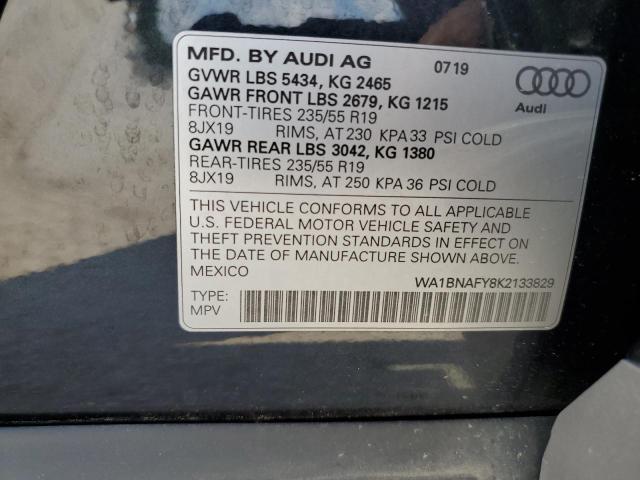 MFD. BY AUDI AG 07 19
GVWR LBS 5434, KG 2465
GAWR FRONT LBS 2679, KG 1215
FRONT-TIRES 235/55 R19
8JX19 RIMS, AT 230 KPA 33 PSI COLD
GAWR REAR LBS 3042, KG 1380
REAR-TIRES 235/55 R19
8JX19 RIMS, AT 250 KPA 36 PSI COLD
Audi
THIS VEHICLE CONFORMS TO ALL APPLICABLE
U.S. FEDERAL MOTOR VEHICLE SAFETY AND
THEFT PREVENTION STANDARDS IN EFFECT ON
THE DATE OF MANUFACTURE SHOWN ABOVE.
MEXICO
WA1BNAFY8K2133829
TYPE:
MPV